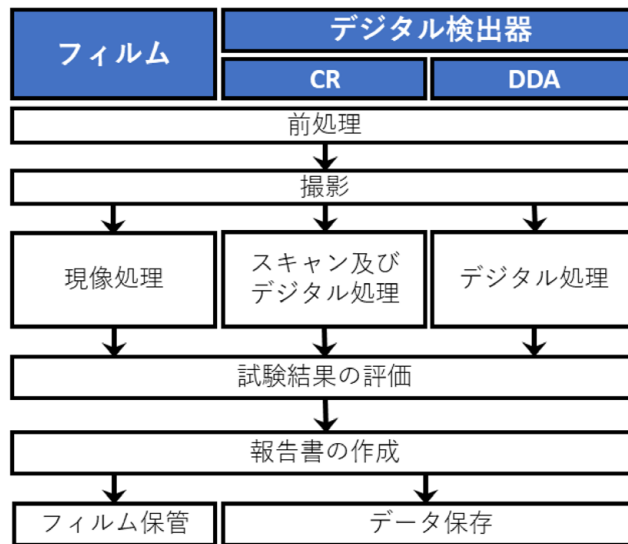 フィルム
デジタル検出器
CR
DDA
前処理
撮影
現像処理
スキャン及び
デジタル処理
デジタル処理
試験結果の評価
報告書の作成
フィルム保管
データ保存